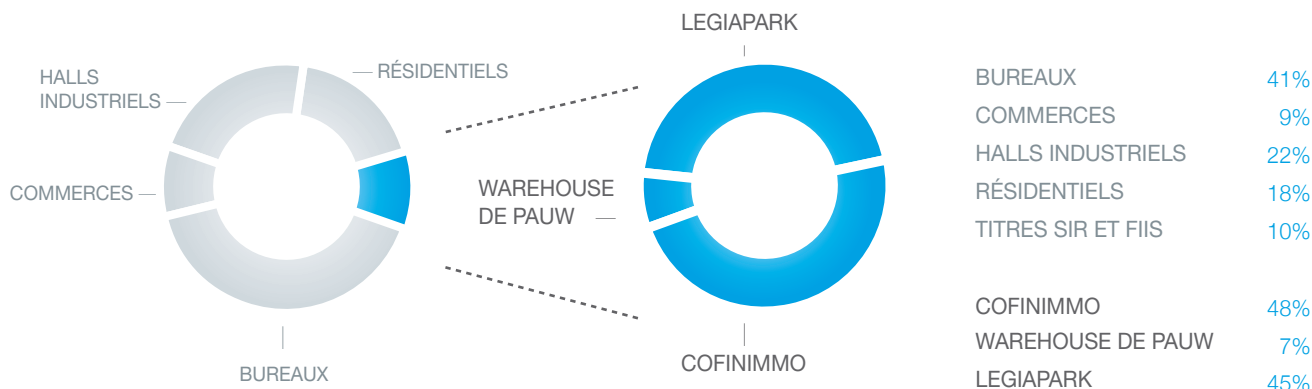 LEGIAPARK
RÉSIDENTIELS
HALLS
INDUSTRIELS
COMMERCES
BUREAUX
WAREHOUSE
DE PAUW
COFINIMMO
BUREAUX 41%
COMMERCES 9%
HALLS INDUSTRIELS 22%
RÉSIDENTIELS 18%
TITRES SIR ET FIIS 10%
COFINIMMO 48%
WAREHOUSE DE PAUW 7%
LEGIAPARK 45%